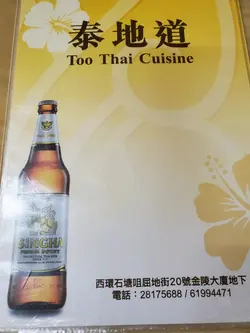 泰地道
Too Thai Cuisine
SINGHA
西環石塘咀屈地街20號金陵大廈地下
電話：28175688 / 61994471